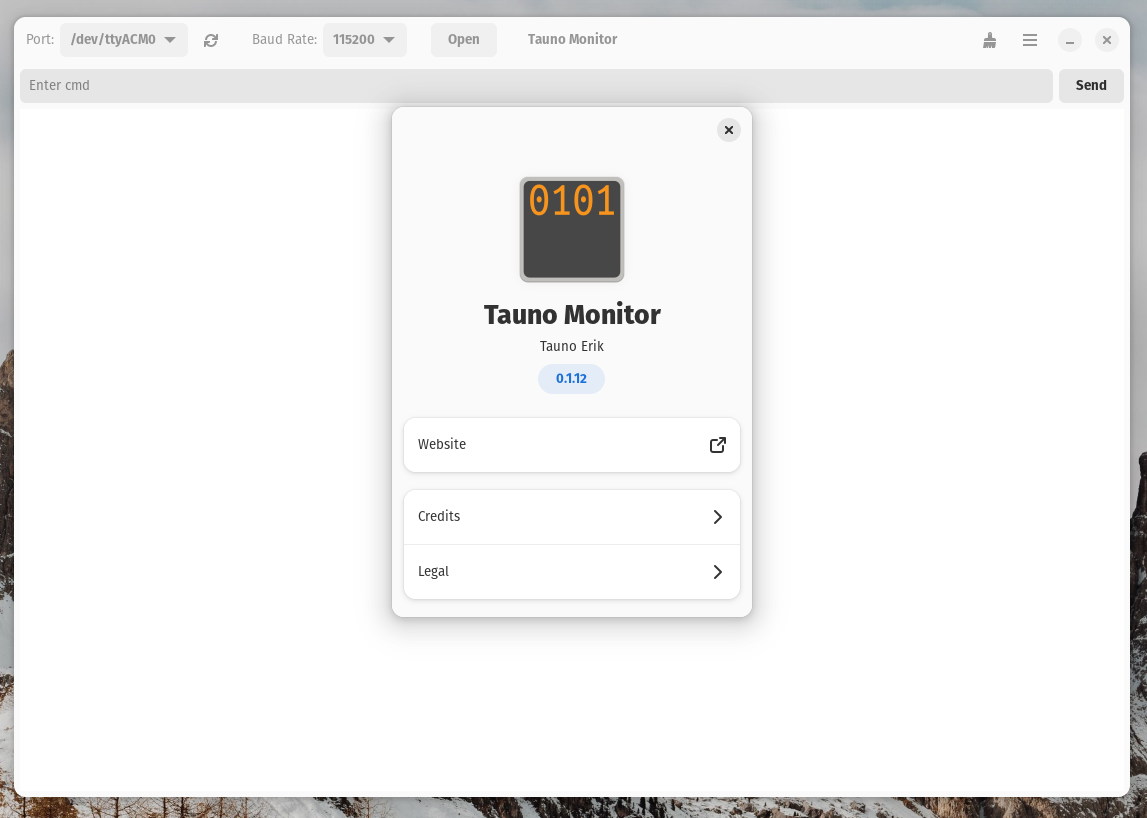 Port: /dev/ttyACM0 Baud Rate: 115200 Open Tauno Monitor
Enter cmd Send
0101
Tauno Monitor
Tauno Erik
0.1.12
Website
Credits
Legal